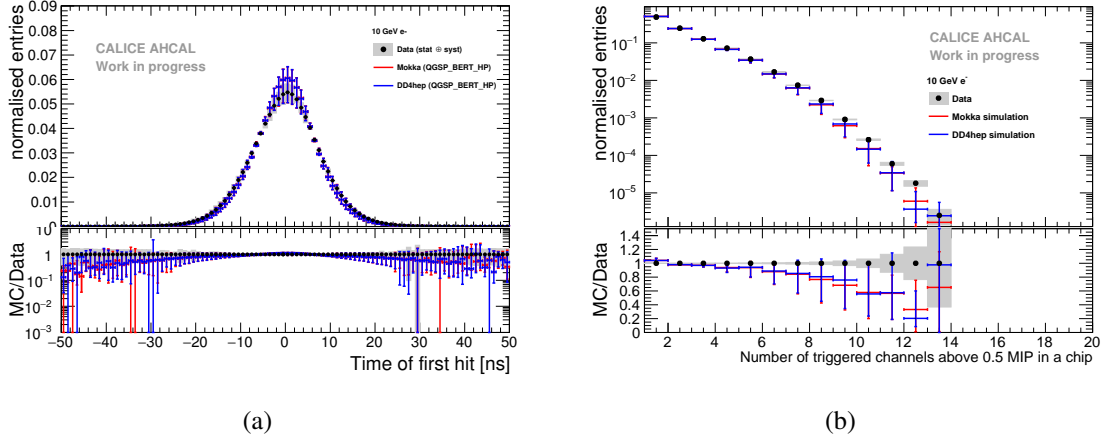 normalised entries
0.09
0.08
0.07
0.06
0.05
0.04
0.03
0.02
0.01
0
CALICE AHCAL
Work in progress
10 GeV e-
Data (stat ⊕ syst)
Mokka (QGSP_BERT_HP)
DD4hep (QGSP_BERT_HP)
MC/Data
10
1
10⁻¹
10⁻²
10⁻³
−50 −40 −30 −20 −10 0 10 20 30 40 50
Time of first hit [ns]
(a)
normalised entries
10⁻¹
10⁻²
10⁻³
10⁻⁴
10⁻⁵
CALICE AHCAL
Work in progress
10 GeV e⁻
Data
Mokka simulation
DD4hep simulation
MC/Data
1.4
1.2
1.0
0.8
0.6
0.4
0.2
0
2 4 6 8 10 12 14 16 18 20
Number of triggered channels above 0.5 MIP in a chip
(b)